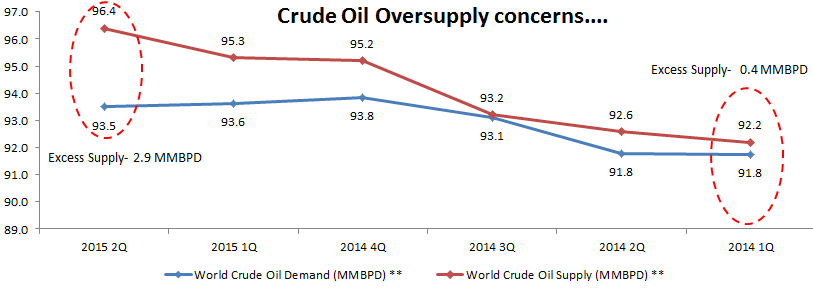 Crude Oil Oversupply concerns....
97.0
96.0
95.0
94.0
93.0
92.0
91.0
90.0
89.0
96.4
95.3
95.2
93.2
92.6
92.2
93.5
93.6
93.8
93.1
91.8
91.8
Excess Supply- 2.9 MMBPD
Excess Supply- 0.4 MMBPD
2015 2Q
2015 1Q
2014 4Q
2014 3Q
2014 2Q
2014 1Q
World Crude Oil Demand (MMBPD) **
World Crude Oil Supply (MMBPD) **